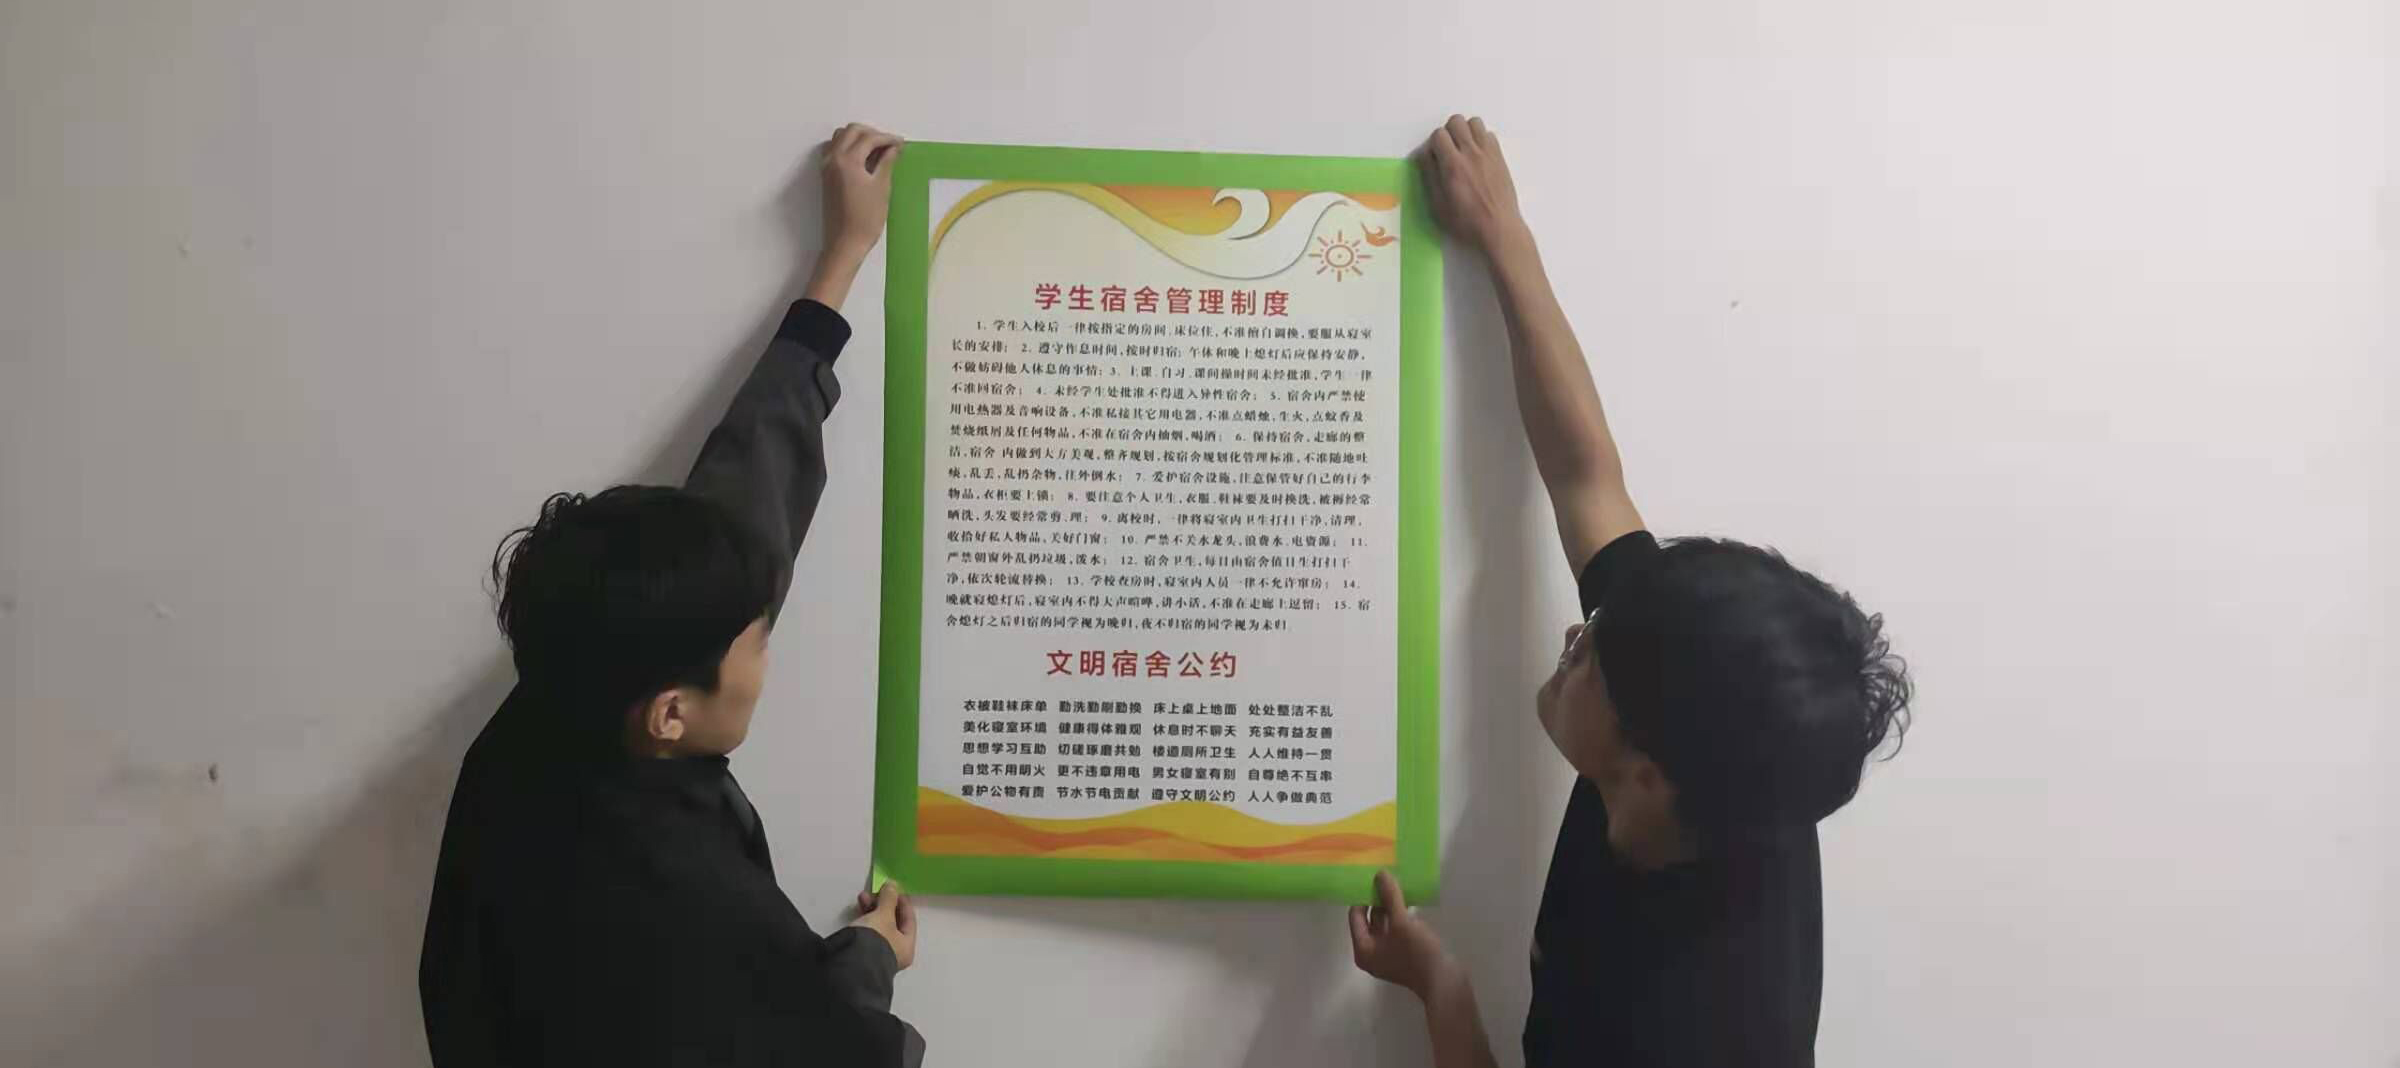 学生宿舍管理制度
1. 学生入校后一律按指定的房间、床位住，不准擅自调换，要服从寝室
长的安排； 2. 遵守作息时间，按时归宿；午休和晚上熄灯后应保持安静，
不做妨碍他人休息的事情；3. 上课、自习、课间操时间未经批准，学生一律
不准回宿舍； 4. 未经学生处批准不得进入异性宿舍； 5. 宿舍内严禁使
用电热器及音响设备，不准私接其它用电器，不准点蜡烛，生火，点蚊香及
焚烧纸屑及任何物品，不准在宿舍内抽烟，喝酒； 6. 保持宿舍，走廊的整
洁，宿舍 内做到大方美观，整齐规划，按宿舍规划化管理标准，不准随地吐
痰，乱丢，乱扔杂物，往外倒水； 7. 爱护宿舍设施，注意保管好自己的行李
物品，衣柜要上锁； 8. 要注意个人卫生，衣服、鞋袜要及时换洗，被褥经常
晒洗，头发要经常剪、理； 9. 离校时，一律将寝室内卫生打扫干净，清理，
收拾好私人物品，关好门窗； 10. 严禁不关水龙头，浪费水、电资源； 11.
严禁朝窗外乱扔垃圾，泼水； 12. 宿舍卫生，每日由宿舍值日生打扫干
净，依次轮流替换； 13. 学校查房时，寝室内人员一律不允许窜房； 14.
晚就寝熄灯后，寝室内不得大声喧哗，讲小话，不准在走廊上逗留； 15. 宿
舍熄灯之后归宿的同学视为晚归，夜不归宿的同学视为未归
文明宿舍公约
衣被鞋袜床单 勤洗勤刷勤换 床上桌上地面 处处整洁不乱
美化寝室环境 健康得体雅观 休息时不聊天 充实有益友善
思想学习互助 切磋琢磨共勉 楼道厕所卫生 人人维持一贯
自觉不用明火 更不违章用电 男女寝室有别 自尊绝不互串
爱护公物有责 节水节电贡献 遵守文明公约 人人争做典范